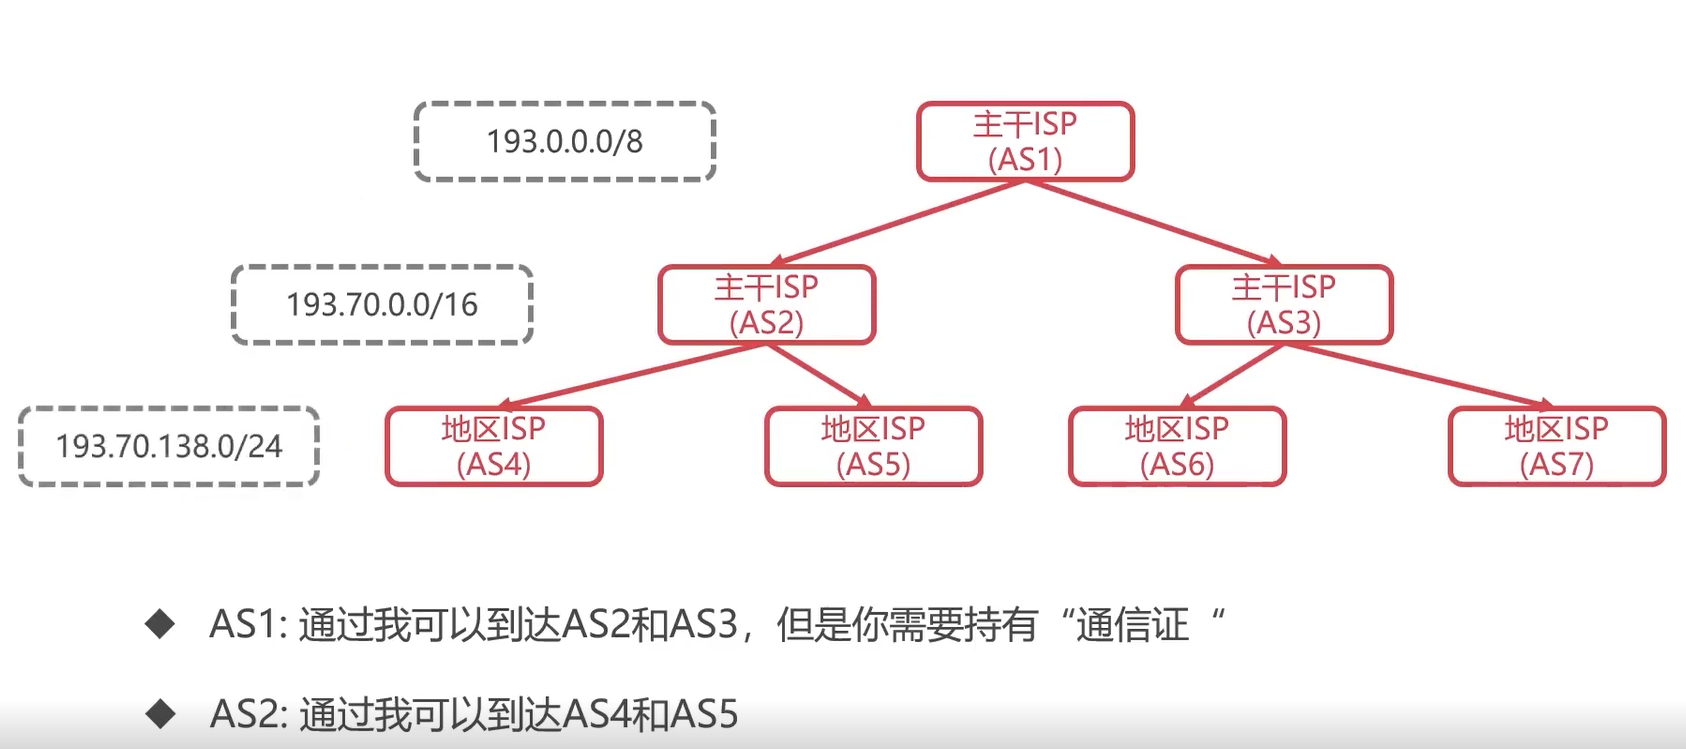 193.0.0.0/8
主干ISP
(AS1)
193.70.0.0/16
主干ISP
(AS2)
主干ISP
(AS3)
193.70.138.0/24
地区ISP
(AS4)
地区ISP
(AS5)
地区ISP
(AS6)
地区ISP
(AS7)
◆ AS1: 通过我可以到达AS2和AS3，但是你需要持有“通信证“
◆ AS2: 通过我可以到达AS4和AS5